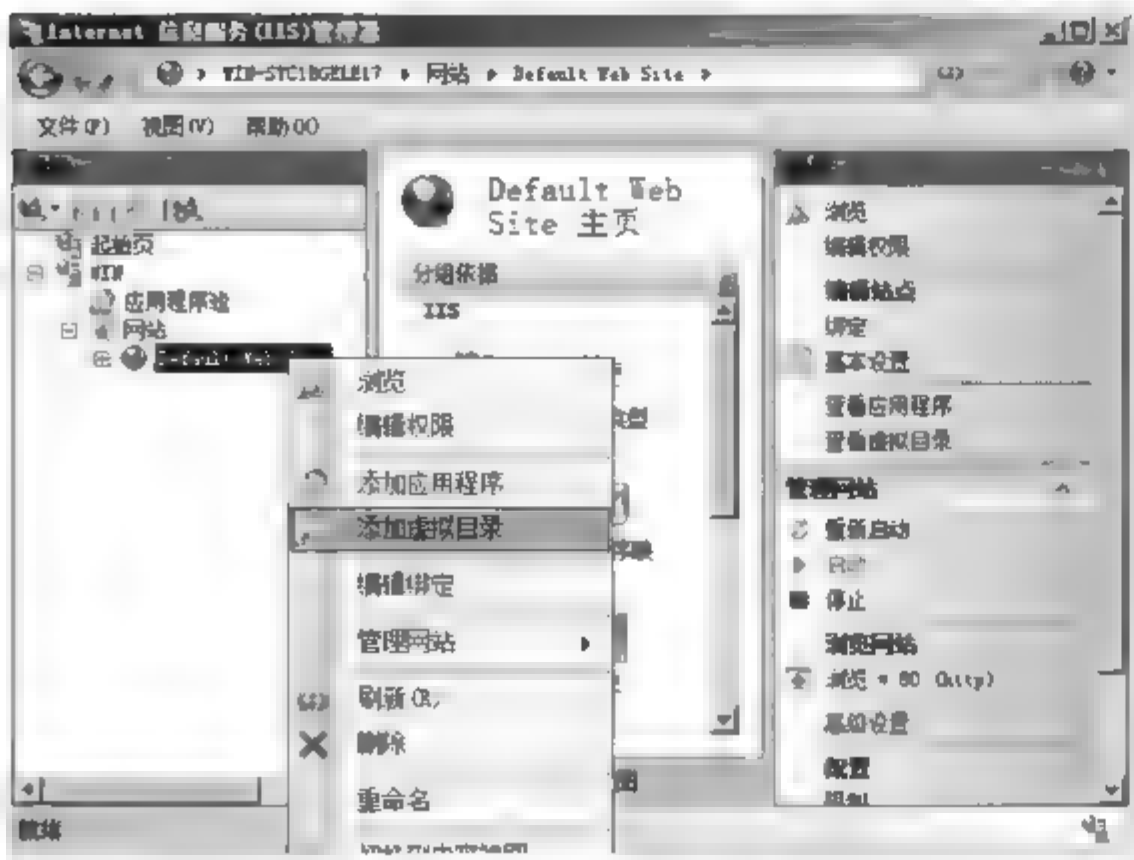 Internet 信息服务(IIS)管理器
网站 ▸ Default Web Site ▸
文件(F) 视图(V) 帮助(H)
起始页
WIN
应用程序池
网站
Default Web
Default Web
Site 主页
分组依据
IIS
浏览
编辑权限
添加应用程序
添加虚拟目录
编辑绑定
管理网站
刷新(R)
删除
重命名
浏览
编辑权限
编辑站点
绑定
基本设置
查看应用程序
查看虚拟目录
管理网站
重新启动
启动
停止
浏览网站
浏览 * 80 (http)
高级设置
配置
就绪